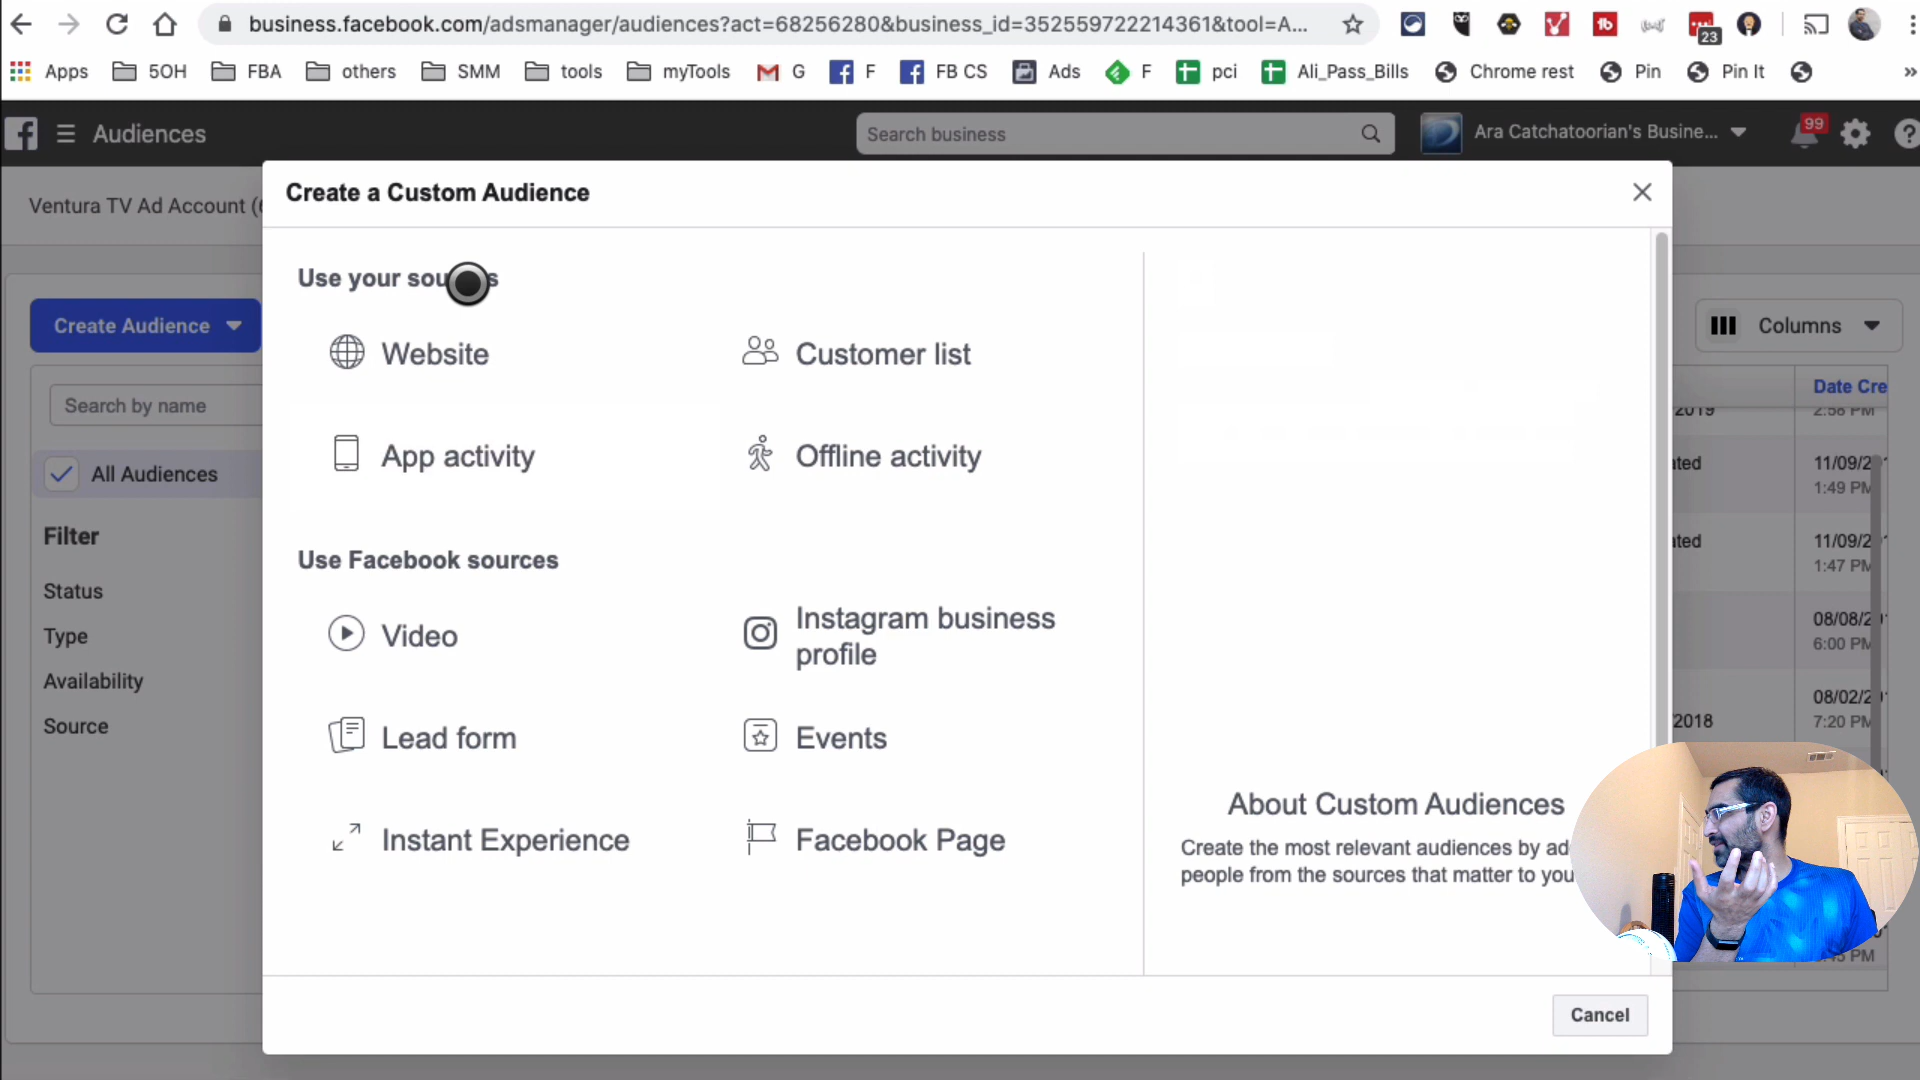 business.facebook.com/adsmanager/audiences?act=68256280&business_id=352559722214361&tool=A...
23
Apps 5OH FBA others SMM tools myTools G F FB CS Ads F pci Ali_Pass_Bills Chrome rest Pin Pin It »
Audiences
Search business
Ara Catchatoorian's Busine...
99
Create a Custom Audience
Ventura TV Ad Account (
Use your sou s
Create Audience
Columns
Website
Customer list
Date Cre
Search by name
2019
2:58 PM
App activity
Offline activity
All Audiences
ated
11/09/2
1:49 PM
Filter
ated
11/09/2
1:47 PM
Use Facebook sources
Status
Video
Instagram business
profile
08/08/2
6:00 PM
Type
Availability
08/02/2
2018
7:20 PM
Source
Lead form
Events
About Custom Audiences
Instant Experience
Facebook Page
Create the most relevant audiences by ad
people from the sources that matter to you
PM
Cancel